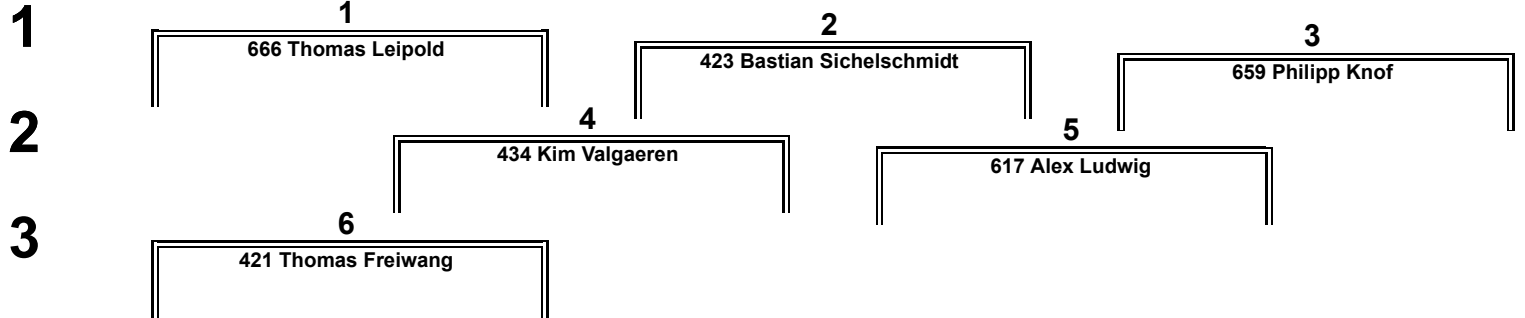 1
1
666 Thomas Leipold
2
423 Bastian Sichelschmidt
3
659 Philipp Knof
2
4
434 Kim Valgaeren
5
617 Alex Ludwig
3
6
421 Thomas Freiwang